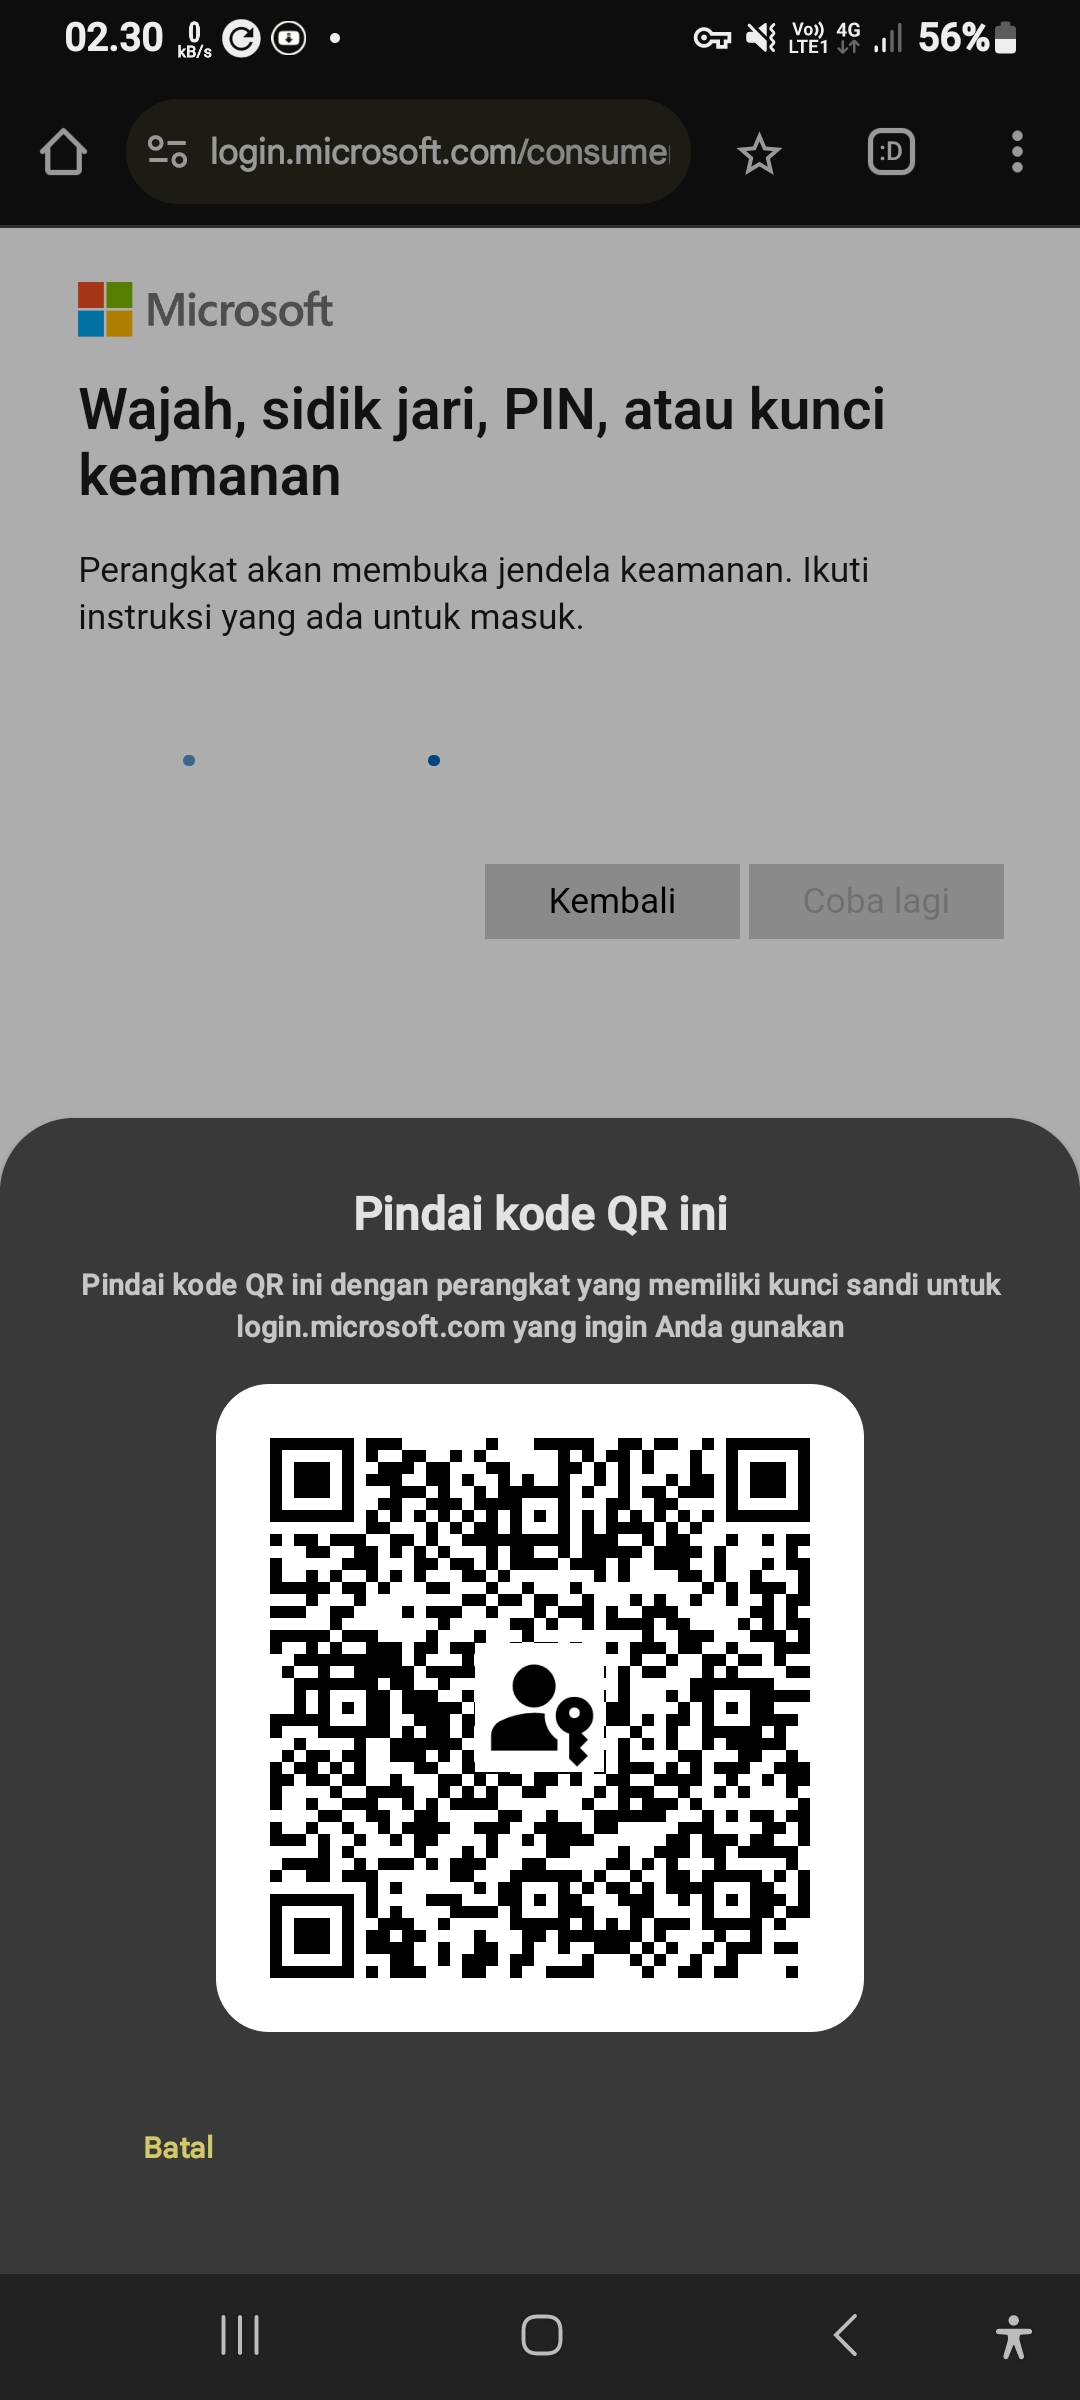 02.30
0
kB/s
Vo))
LTE1
4G
56%
login.microsoft.com/consume
:D
Microsoft
Wajah, sidik jari, PIN, atau kunci
keamanan
Perangkat akan membuka jendela keamanan. Ikuti
instruksi yang ada untuk masuk.
Kembali
Coba lagi
Pindai kode QR ini
Pindai kode QR ini dengan perangkat yang memiliki kunci sandi untuk
login.microsoft.com yang ingin Anda gunakan
Batal